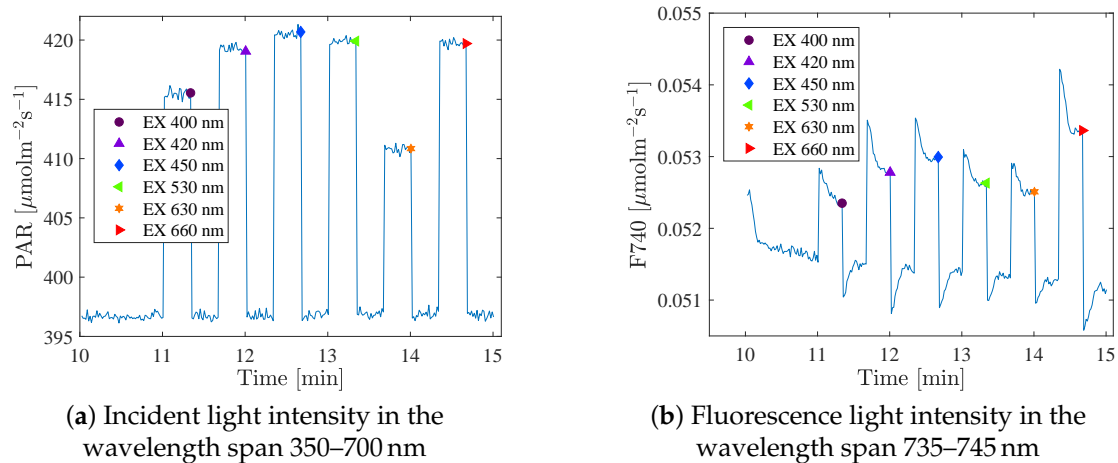 PAR [μmolm−2s−1]
420
415
410
405
400
395
EX 400 nm
EX 420 nm
EX 450 nm
EX 530 nm
EX 630 nm
EX 660 nm
10 11 12 13 14 15
Time [min]
(a) Incident light intensity in the
wavelength span 350–700 nm
F740 [μmolm−2s−1]
0.055
0.054
0.053
0.052
0.051
EX 400 nm
EX 420 nm
EX 450 nm
EX 530 nm
EX 630 nm
EX 660 nm
10 11 12 13 14 15
Time [min]
(b) Fluorescence light intensity in the
wavelength span 735–745 nm